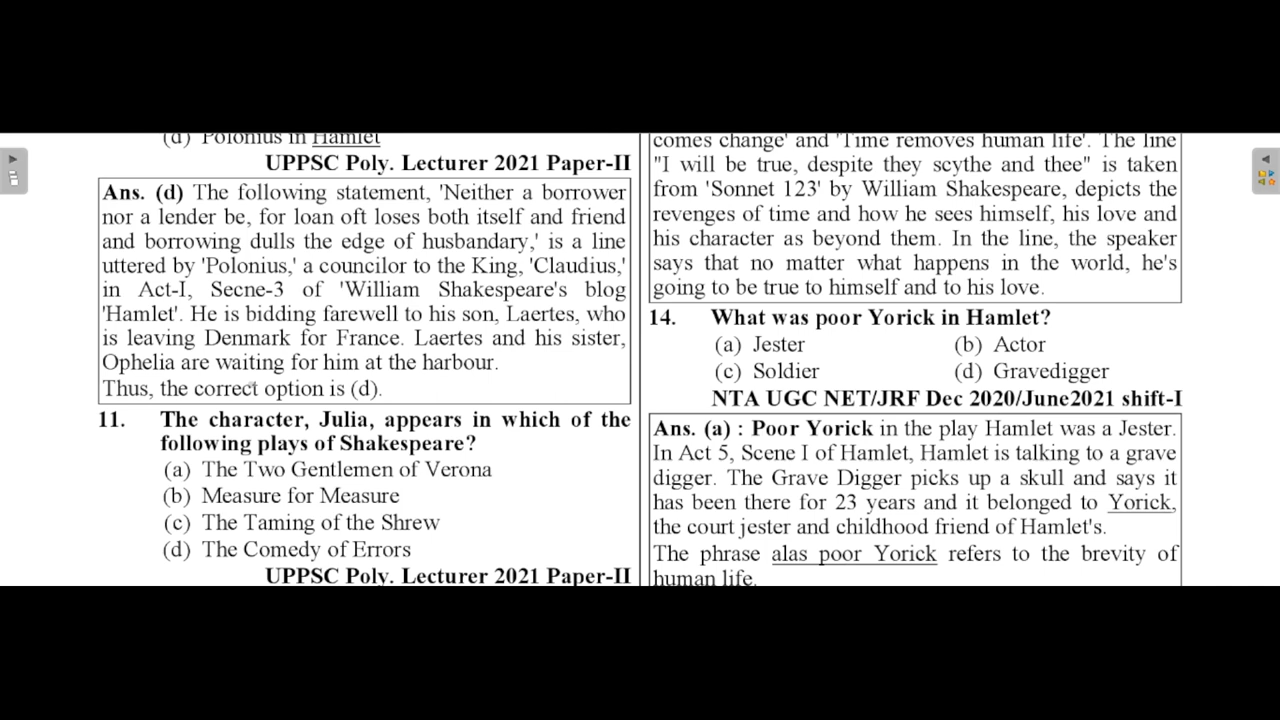 (d) Polonius in Hamlet
UPPSC Poly. Lecturer 2021 Paper-II
Ans. (d) The following statement, 'Neither a borrower
nor a lender be, for loan oft loses both itself and friend
and borrowing dulls the edge of husbandary,' is a line
uttered by 'Polonius,' a councilor to the King, 'Claudius,'
in Act-I, Secne-3 of 'William Shakespeare's blog
'Hamlet'. He is bidding farewell to his son, Laertes, who
is leaving Denmark for France. Laertes and his sister,
Ophelia are waiting for him at the harbour.
Thus, the correct option is (d).
11. The character, Julia, appears in which of the
following plays of Shakespeare?
(a) The Two Gentlemen of Verona
(b) Measure for Measure
(c) The Taming of the Shrew
(d) The Comedy of Errors
UPPSC Poly. Lecturer 2021 Paper-II
comes change' and 'Time removes human life'. The line
"I will be true, despite they scythe and thee" is taken
from 'Sonnet 123' by William Shakespeare, depicts the
revenges of time and how he sees himself, his love and
his character as beyond them. In the line, the speaker
says that no matter what happens in the world, he's
going to be true to himself and to his love.
14. What was poor Yorick in Hamlet?
(a) Jester (b) Actor
(c) Soldier (d) Gravedigger
NTA UGC NET/JRF Dec 2020/June2021 shift-I
Ans. (a) : Poor Yorick in the play Hamlet was a Jester.
In Act 5, Scene I of Hamlet, Hamlet is talking to a grave
digger. The Grave Digger picks up a skull and says it
has been there for 23 years and it belonged to Yorick,
the court jester and childhood friend of Hamlet's.
The phrase alas poor Yorick refers to the brevity of
human life.